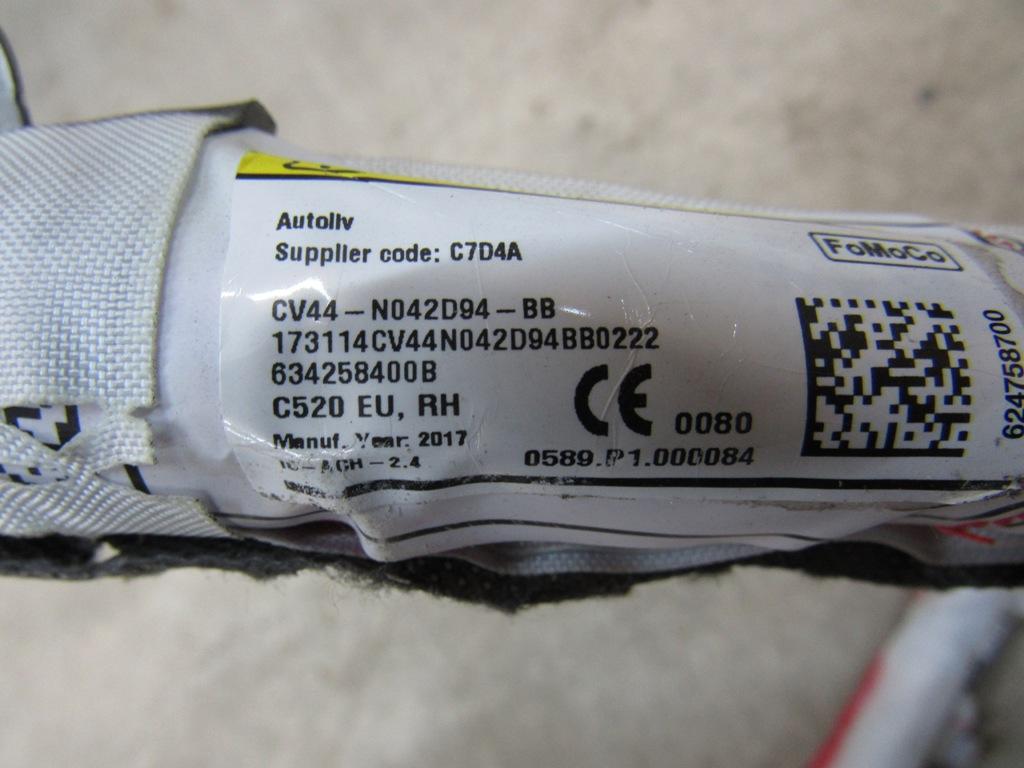 Autoliv
Supplier code: C7D4A
FoMoCo
CV44-N042D94-BB
173114CV44N042D94BB0222
634258400B
C520 EU, RH
CE 0080
Manuf. Year: 2017
0589.P1.000084
6247758700